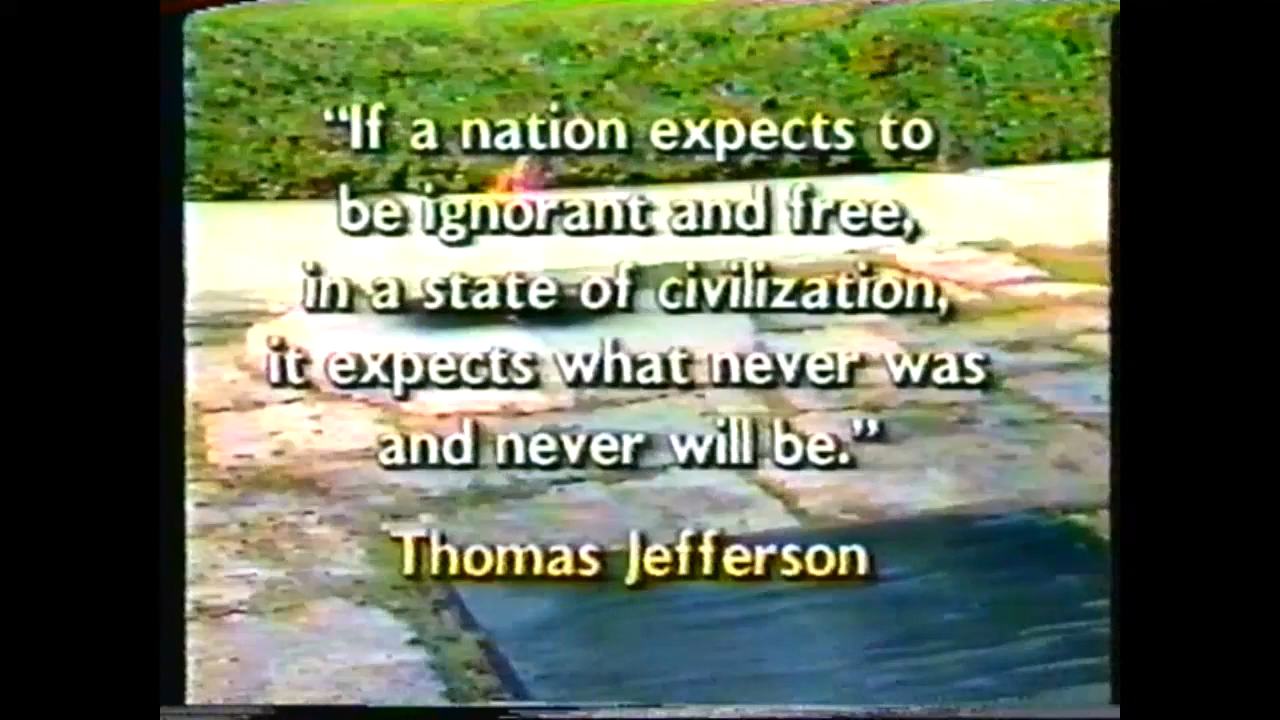 “If a nation expects to
be ignorant and free,
in a state of civilization,
it expects what never was
and never will be.”
Thomas Jefferson